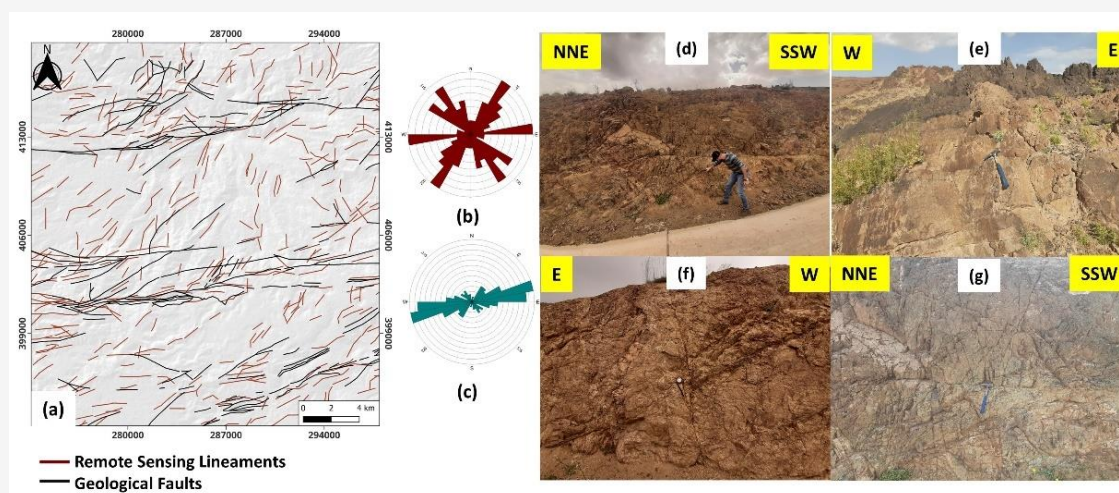 280000 287000 294000
N
413000 413000
406000 406000
399000 399000
(a)
0 2 4 km
280000 287000 294000
Remote Sensing Lineaments
Geological Faults
N
E
W
(b)
N
E
S
(c)
NNE (d) SSW
W (e) E
E (f) W
NNE (g) SSW